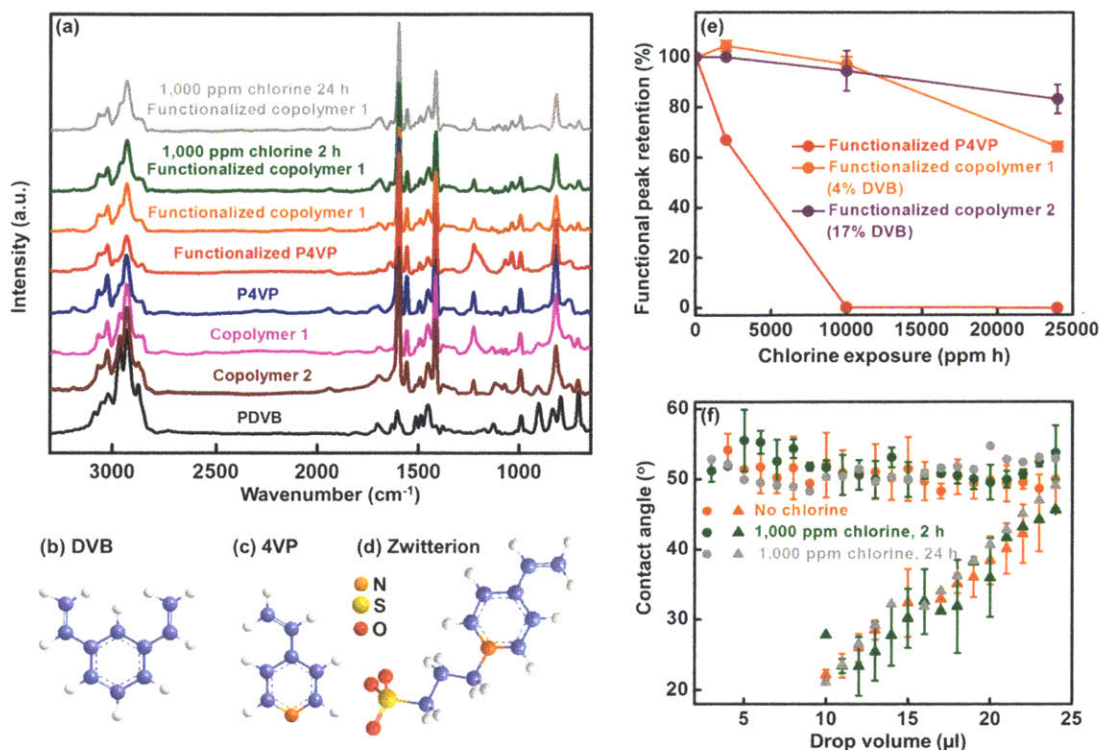 (a)
1,000 ppm chlorine 24 h
Functionalized copolymer 1
1,000 ppm chlorine 2 h
Functionalized copolymer 1
Functionalized copolymer 1
Functionalized P4VP
P4VP
Copolymer 1
Copolymer 2
PDVB
Intensity (a.u.)
3000 2500 2000 1500 1000
Wavenumber (cm⁻¹)
(b) DVB
(c) 4VP
(d) Zwitterion
N
S
O
(e)
Functional peak retention (%)
100
80
60
40
20
0
Functionalized P4VP
Functionalized copolymer 1
(4% DVB)
Functionalized copolymer 2
(17% DVB)
0 5000 10000 15000 20000 25000
Chlorine exposure (ppm h)
(f)
Contact angle (°)
60
50
40
30
20
No chlorine
1,000 ppm chlorine, 2 h
1,000 ppm chlorine, 24 h
5 10 15 20 25
Drop volume (µl)